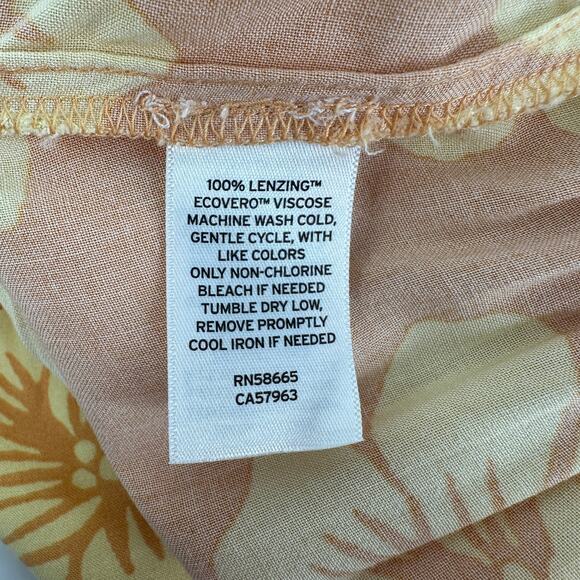 100% LENZING™
ECOVERO™ VISCOSE
MACHINE WASH COLD,
GENTLE CYCLE, WITH
LIKE COLORS
ONLY NON-CHLORINE
BLEACH IF NEEDED
TUMBLE DRY LOW,
REMOVE PROMPTLY
COOL IRON IF NEEDED
RN58665
CA57963